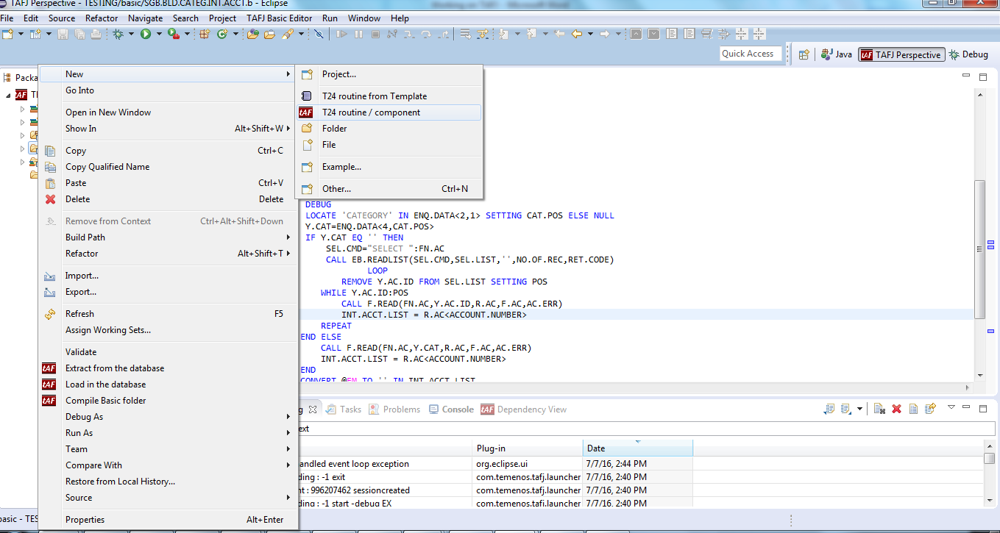 TAFJ Perspective - TESTING/basic/SGB.BLD.CATEG.INT.ACCT.b - Eclipse
File Edit Source Refactor Navigate Search Project TAFJ Basic Editor Run Window Help
Quick Access Java tAF TAFJ Perspective Debug
Packa
tAF
New
Go Into
Open in New Window
Show In Alt+Shift+W
Copy Ctrl+C
Copy Qualified Name
Paste Ctrl+V
Delete Delete
Remove from Context Ctrl+Alt+Shift+Down
Build Path
Refactor Alt+Shift+T
Import...
Export...
Refresh F5
Assign Working Sets...
Validate
tAF Extract from the database
tAF Load in the database
tAF Compile Basic folder
Debug As
Run As
Team
Compare With
Restore from Local History...
Source
Properties Alt+Enter
Project...
T24 routine from Template
tAF T24 routine / component
Folder
File
Example...
Other... Ctrl+N
DEBUG
LOCATE 'CATEGORY' IN ENQ.DATA<2,1> SETTING CAT.POS ELSE NULL
Y.CAT=ENQ.DATA<4,CAT.POS>
IF Y.CAT EQ '' THEN
SEL.CMD="SELECT ":FN.AC
CALL EB.READLIST(SEL.CMD,SEL.LIST,'',NO.OF.REC,RET.CODE)
LOOP
REMOVE Y.AC.ID FROM SEL.LIST SETTING POS
WHILE Y.AC.ID:POS
CALL F.READ(FN.AC,Y.AC.ID,R.AC,F.AC,AC.ERR)
INT.ACCT.LIST = R.AC<ACCOUNT.NUMBER>
REPEAT
END ELSE
CALL F.READ(FN.AC,Y.CAT,R.AC,F.AC,AC.ERR)
INT.ACCT.LIST = R.AC<ACCOUNT.NUMBER>
END
CONVERT @FM TO '' IN INT.ACCT.LIST
g Tasks Problems Console tAF Dependency View
ext
Plug-in Date
andled event loop exception org.eclipse.ui 7/7/16, 2:44 PM
ding : -1 exit com.temenos.tafj.launcher 7/7/16, 2:40 PM
nt : 996207462 sessioncreated com.temenos.tafj.launcher 7/7/16, 2:40 PM
ding : -1 start -debug EX com.temenos.tafj.launcher 7/7/16, 2:40 PM
basic - TES